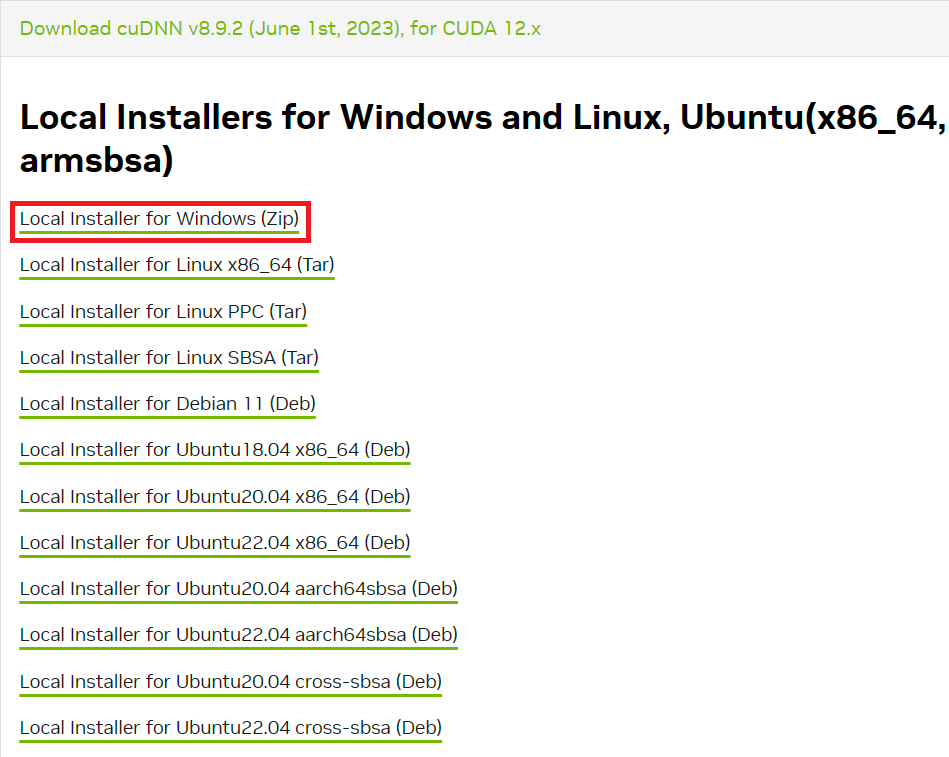 Download cuDNN v8.9.2 (June 1st, 2023), for CUDA 12.x
Local Installers for Windows and Linux, Ubuntu(x86_64,
armsbsa)
Local Installer for Windows (Zip)
Local Installer for Linux x86_64 (Tar)
Local Installer for Linux PPC (Tar)
Local Installer for Linux SBSA (Tar)
Local Installer for Debian 11 (Deb)
Local Installer for Ubuntu18.04 x86_64 (Deb)
Local Installer for Ubuntu20.04 x86_64 (Deb)
Local Installer for Ubuntu22.04 x86_64 (Deb)
Local Installer for Ubuntu20.04 aarch64sbsa (Deb)
Local Installer for Ubuntu22.04 aarch64sbsa (Deb)
Local Installer for Ubuntu20.04 cross-sbsa (Deb)
Local Installer for Ubuntu22.04 cross-sbsa (Deb)